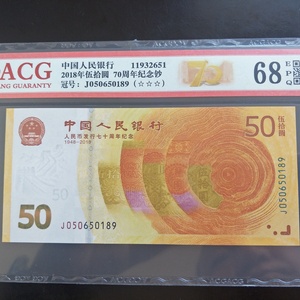 ACG
GUARANTY
中国人民银行 11932651
2018年伍拾圆 70周年纪念钞
冠号: J050650189 (☆☆☆)
70
68
E
P
Q
中国人民银行
人民币发行七十周年纪念
1948-2018
50
伍拾圆
50
J050650189
J050650189